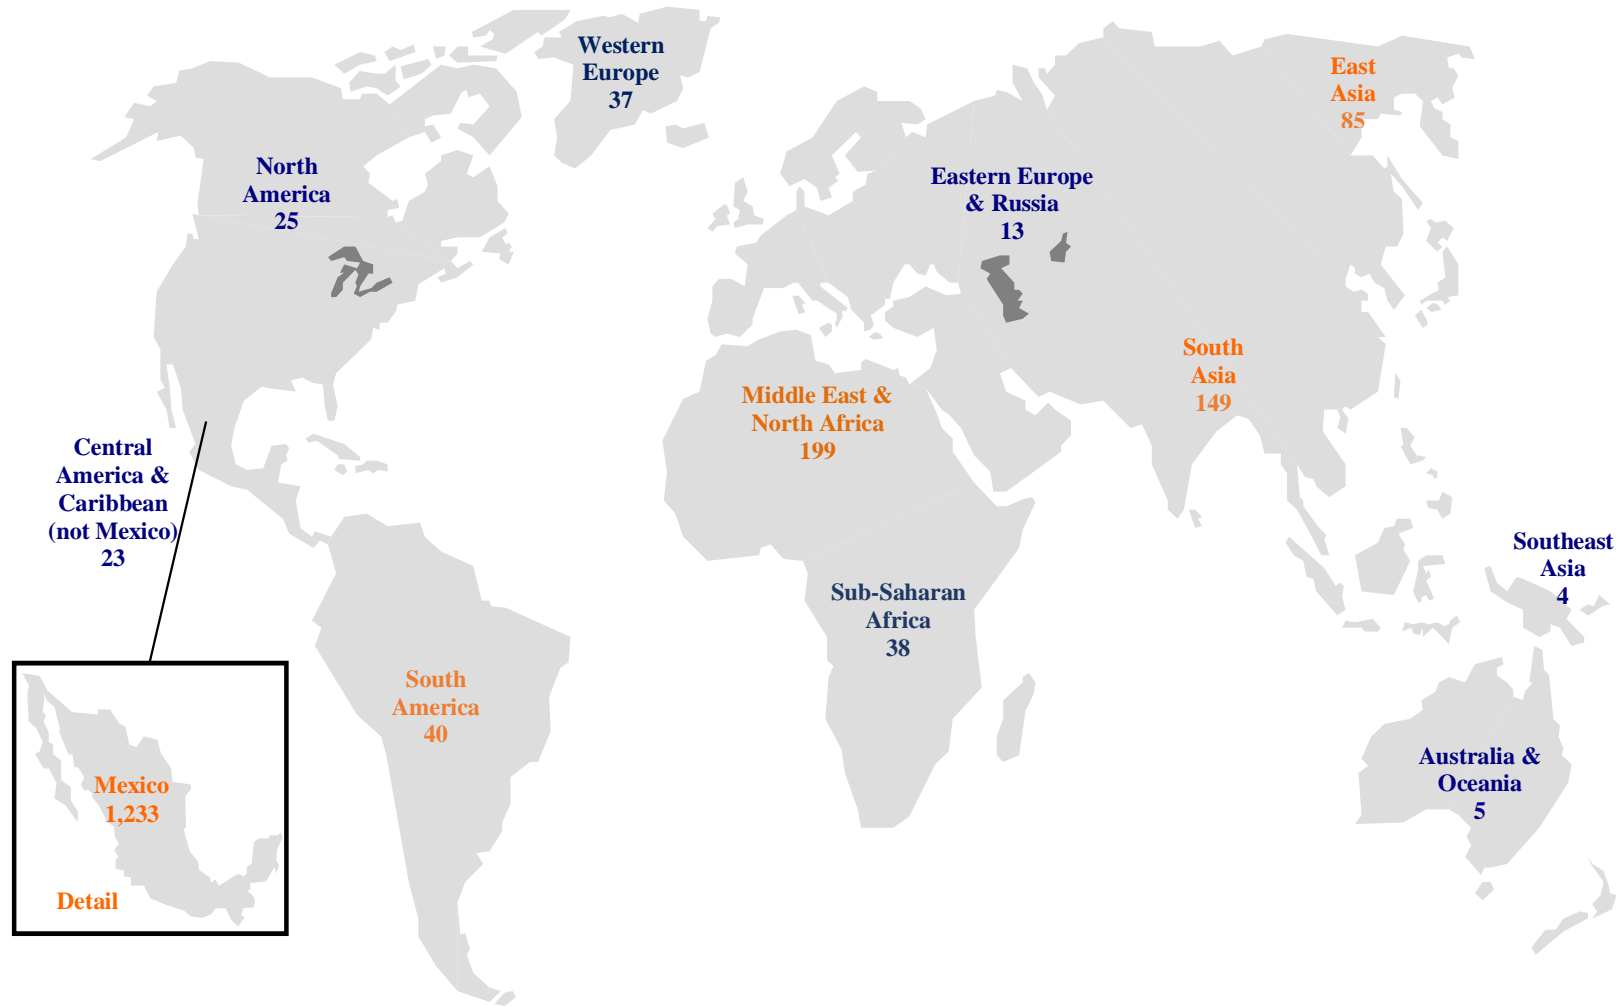 Western
Europe
37
East
Asia
85
North
America
25
Eastern Europe
& Russia
13
South
Asia
149
Middle East &
North Africa
199
Central
America &
Caribbean
(not Mexico)
23
Southeast
Asia
4
Sub-Saharan
Africa
38
South
America
40
Australia &
Oceania
5
Mexico
1,233
Detail